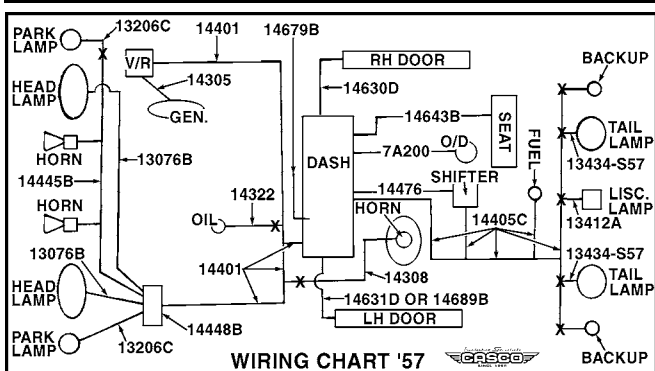 PARK
LAMP
13206C
14401
14679B
V/R
14305
GEN.
RH DOOR
14630D
BACKUP
HEAD
LAMP
14643B
SEAT
FUEL
TAIL
LAMP
HORN
13076B
DASH
7A200
O/D
13434-S57
14445B
14476
SHIFTER
LISC.
LAMP
13412A
HORN
14322
OIL
HORN
14405C
13076B
13434-S57
HEAD
LAMP
14401
14308
TAIL
LAMP
14631D OR 14689B
LH DOOR
PARK
LAMP
13206C
14448B
WIRING CHART '57
CASCO
BACKUP